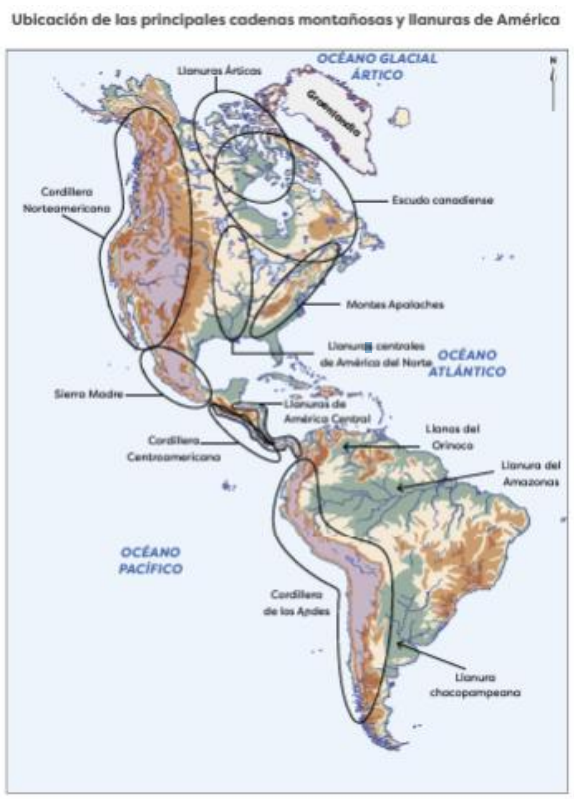 Ubicación de las principales cadenas montañosas y llanuras de América
OCÉANO GLACIAL
ÁRTICO
N
Llanuras Árticas
Groenlandia
Cordillera
Norteamericana
Escudo canadiense
Montes Apalaches
Llanuras centrales
de América del Norte
OCÉANO
ATLÁNTICO
Sierra Madre
Llanuras de
América Central
Cordillera
Centroamericana
Llanos del
Orinoco
Llanura del
Amazonas
OCÉANO
PACÍFICO
Cordillera
de los Andes
Llanura
chacopampeana